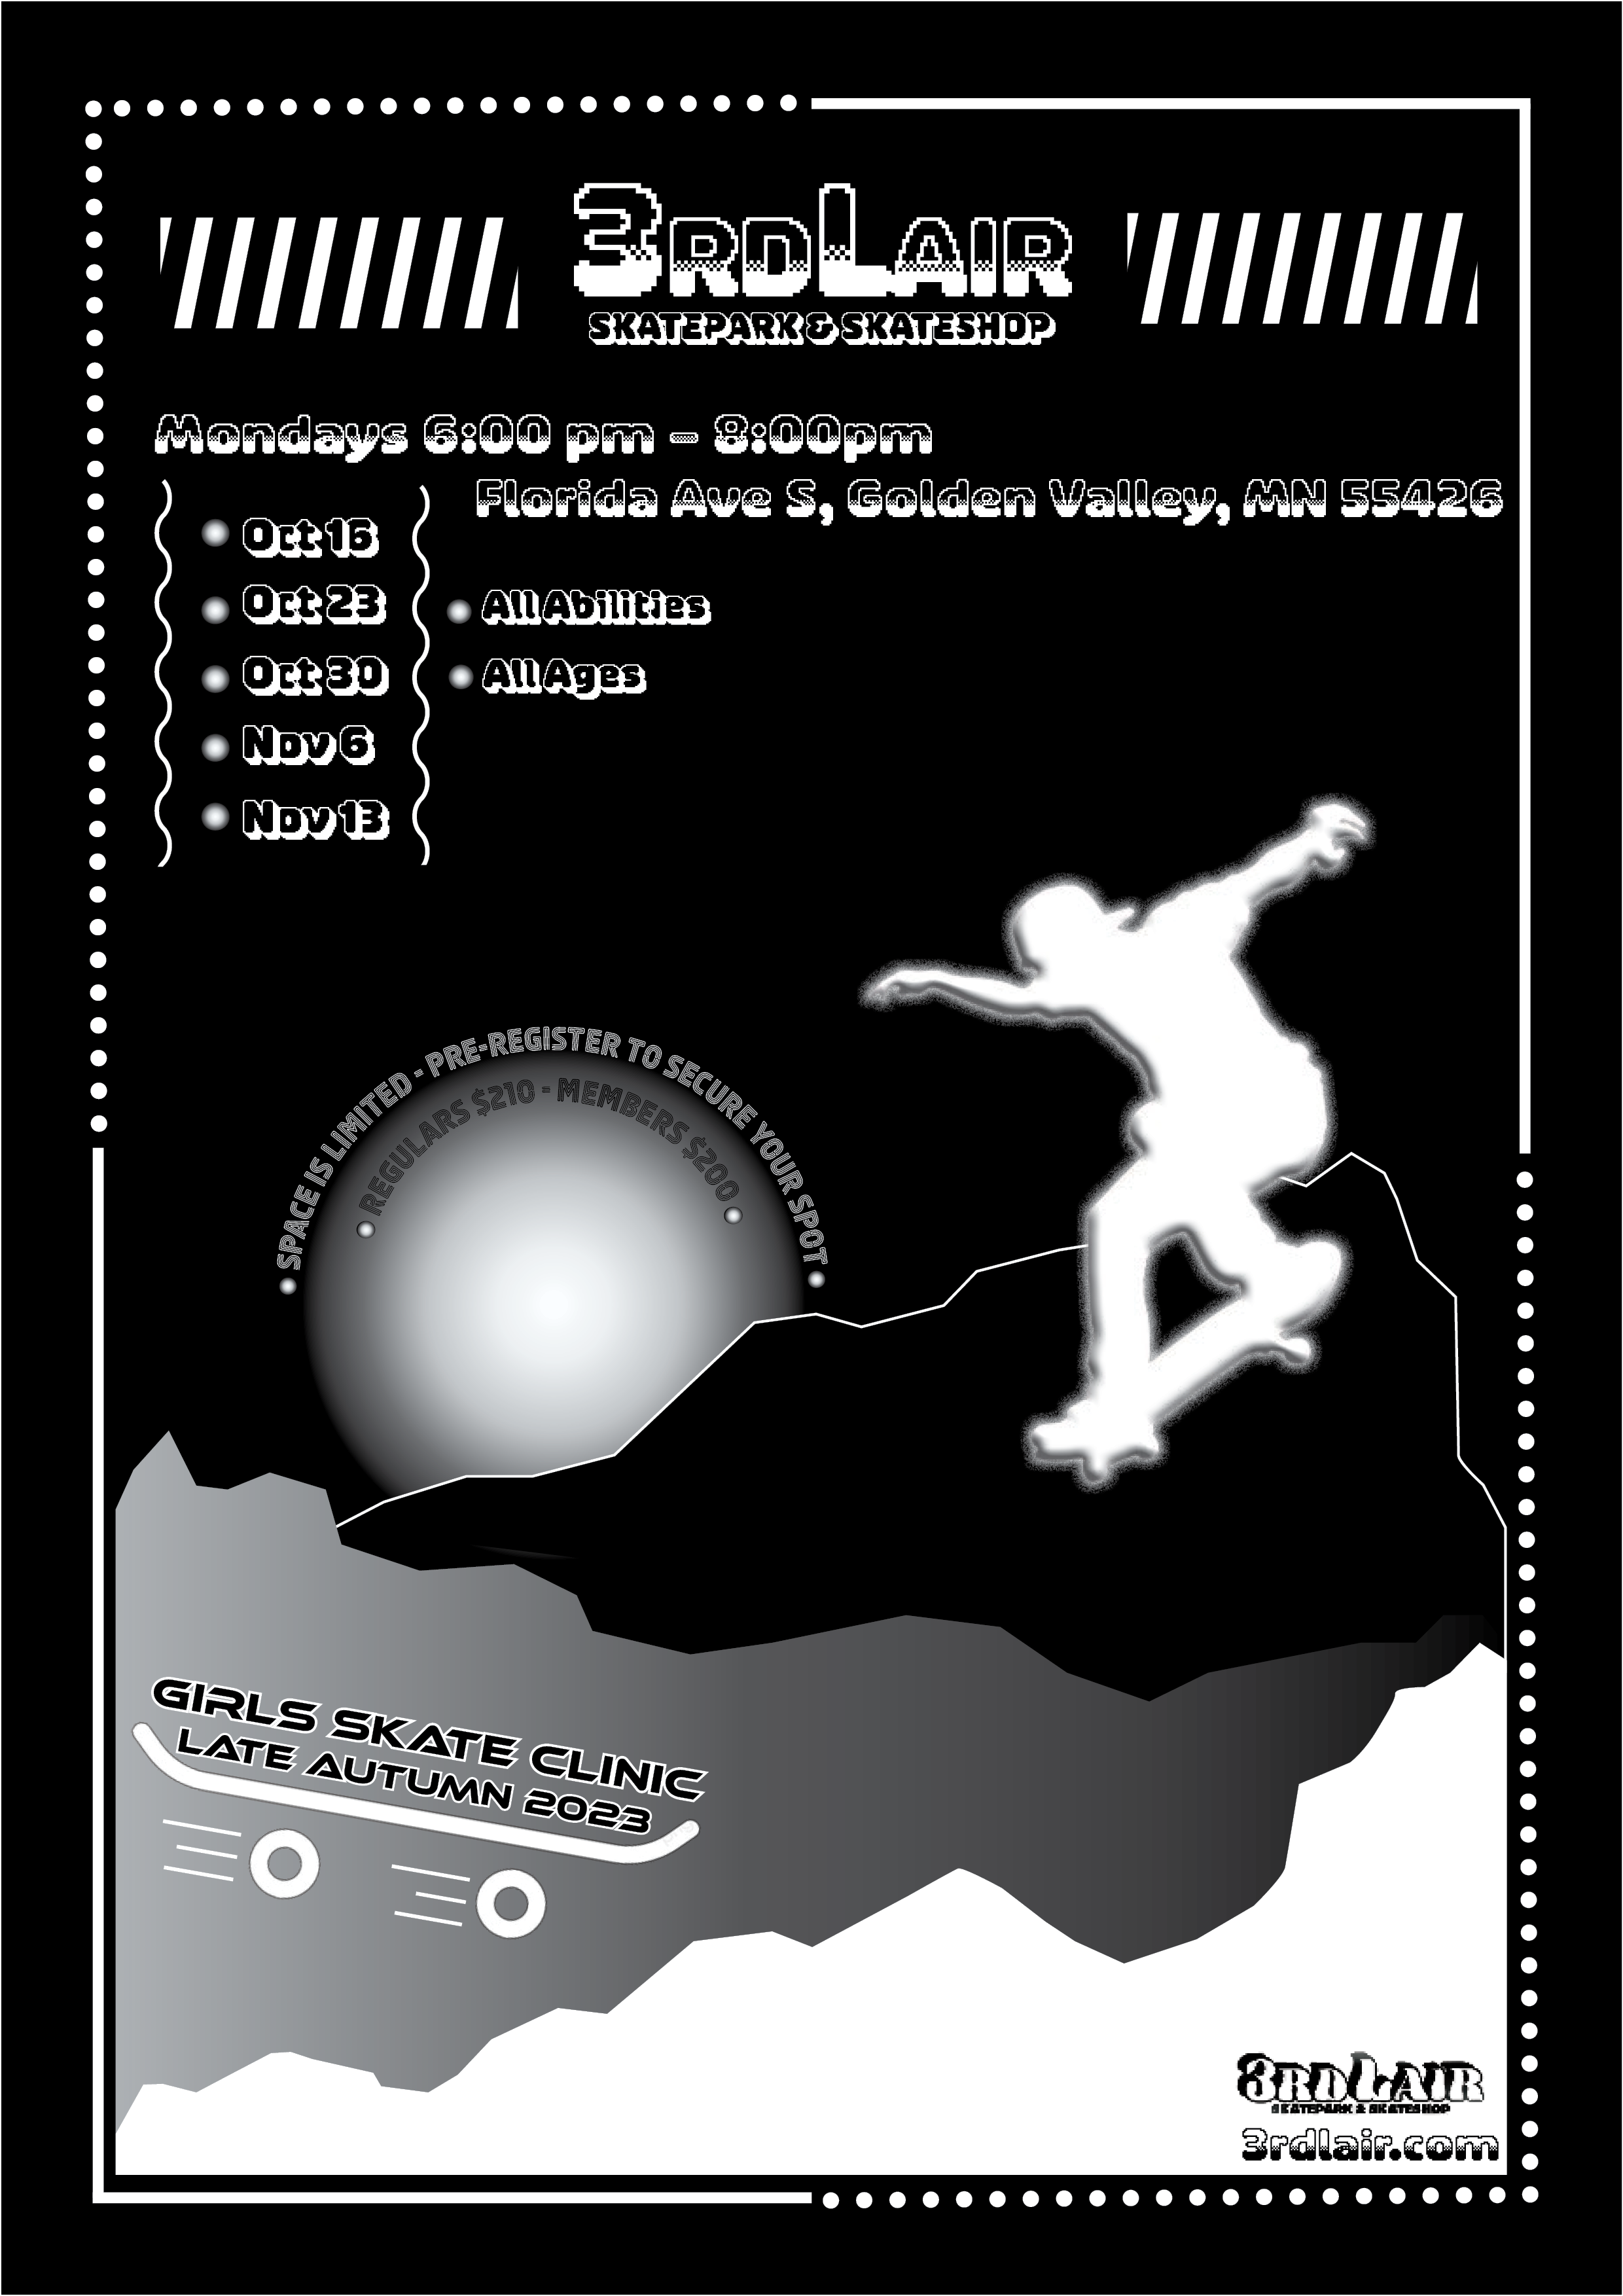 3RDLAIR
SKATEPARK & SKATESHOP
Mondays 6:00 pm - 8:00pm
Florida Ave S, Golden Valley, MN 55426
Oct 16
Oct 23
Oct 30
Nov 6
Nov 13
All Abilities
All Ages
SPACE IS LIMITED - PRE-REGISTER TO SECURE YOUR SPOT
REGULARS $210 - MEMBERS $200
GIRLS SKATE CLINIC
LATE AUTUMN 2023
3RDLAIR
SKATEPARK & SKATESHOP
3rdlair.com